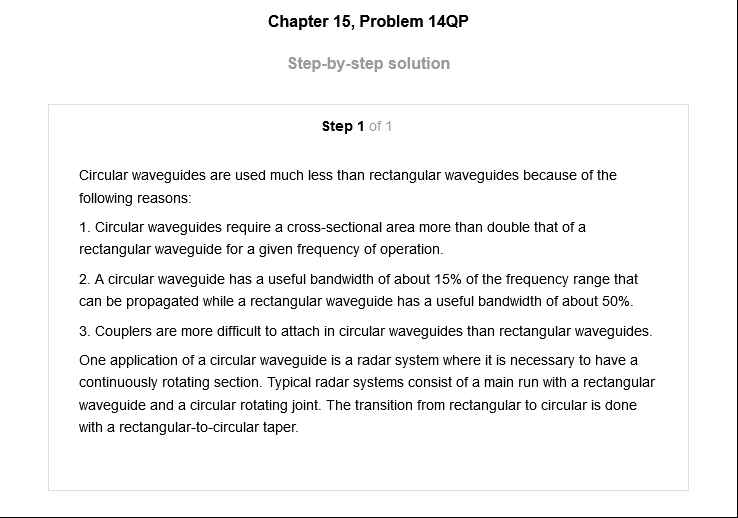 Chapter 15, Problem 14QP
Step-by-step solution
Step 1 of 1
Circular waveguides are used much less than rectangular waveguides because of the
following reasons:
1. Circular waveguides require a cross-sectional area more than double that of a
rectangular waveguide for a given frequency of operation.
2. A circular waveguide has a useful bandwidth of about 15% of the frequency range that
can be propagated while a rectangular waveguide has a useful bandwidth of about 50%.
3. Couplers are more difficult to attach in circular waveguides than rectangular waveguides.
One application of a circular waveguide is a radar system where it is necessary to have a
continuously rotating section. Typical radar systems consist of a main run with a rectangular
waveguide and a circular rotating joint. The transition from rectangular to circular is done
with a rectangular-to-circular taper.